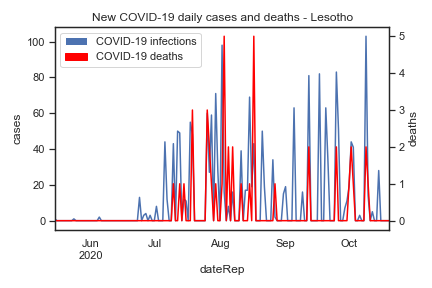 New COVID-19 daily cases and deaths - Lesotho
COVID-19 infections
COVID-19 deaths
100
80
60
40
20
0
cases
5
4
3
2
1
0
deaths
Jun
2020
Jul
Aug
Sep
Oct
dateRep